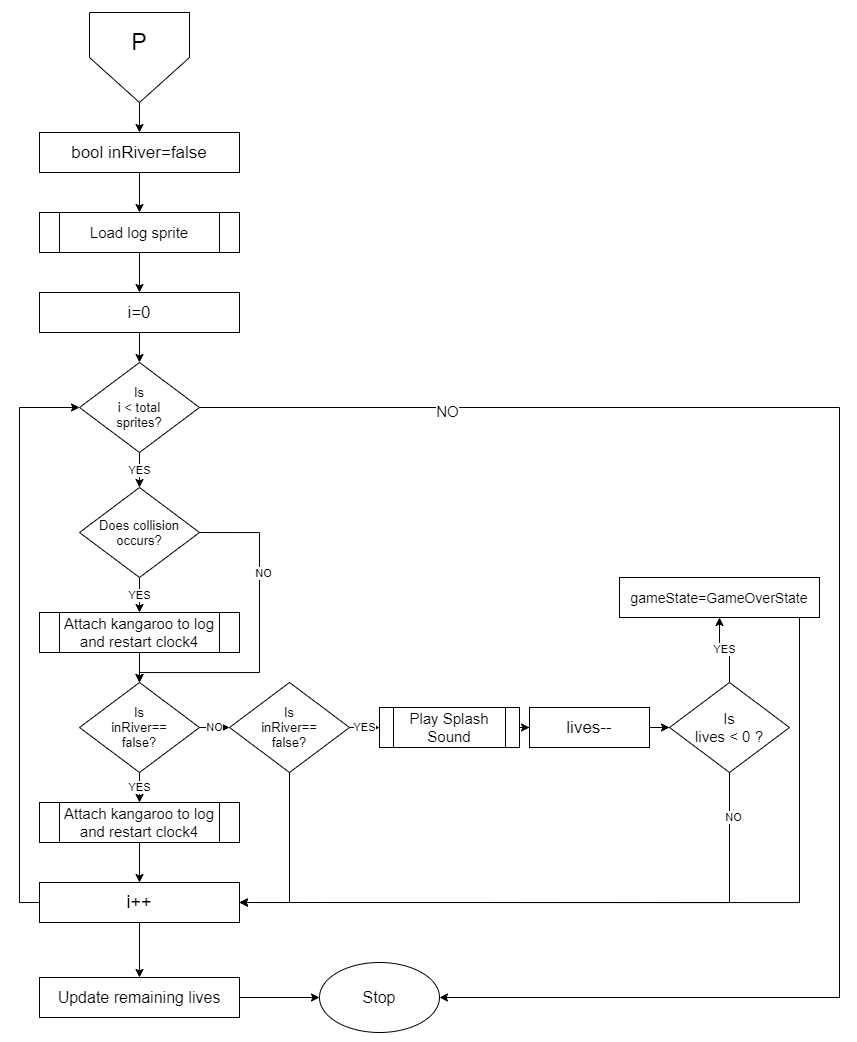 P
bool inRiver=false
Load log sprite
i=0
Is
i < total
sprites?
NO
YES
Does collision
occurs?
NO
YES
gameState=GameOverState
Attach kangaroo to log
and restart clock4
YES
Is
inRiver==
false?
NO
Is
inRiver==
false?
YES
Play Splash
Sound
lives--
Is
lives < 0 ?
YES
NO
Attach kangaroo to log
and restart clock4
i++
Update remaining lives
Stop